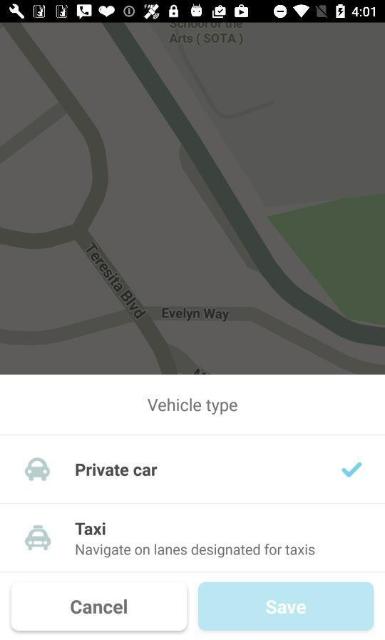 4:01
School of the
Arts ( SOTA )
Teresita Blvd
Evelyn Way
Vehicle type
Private car
Taxi
Navigate on lanes designated for taxis
Cancel
Save